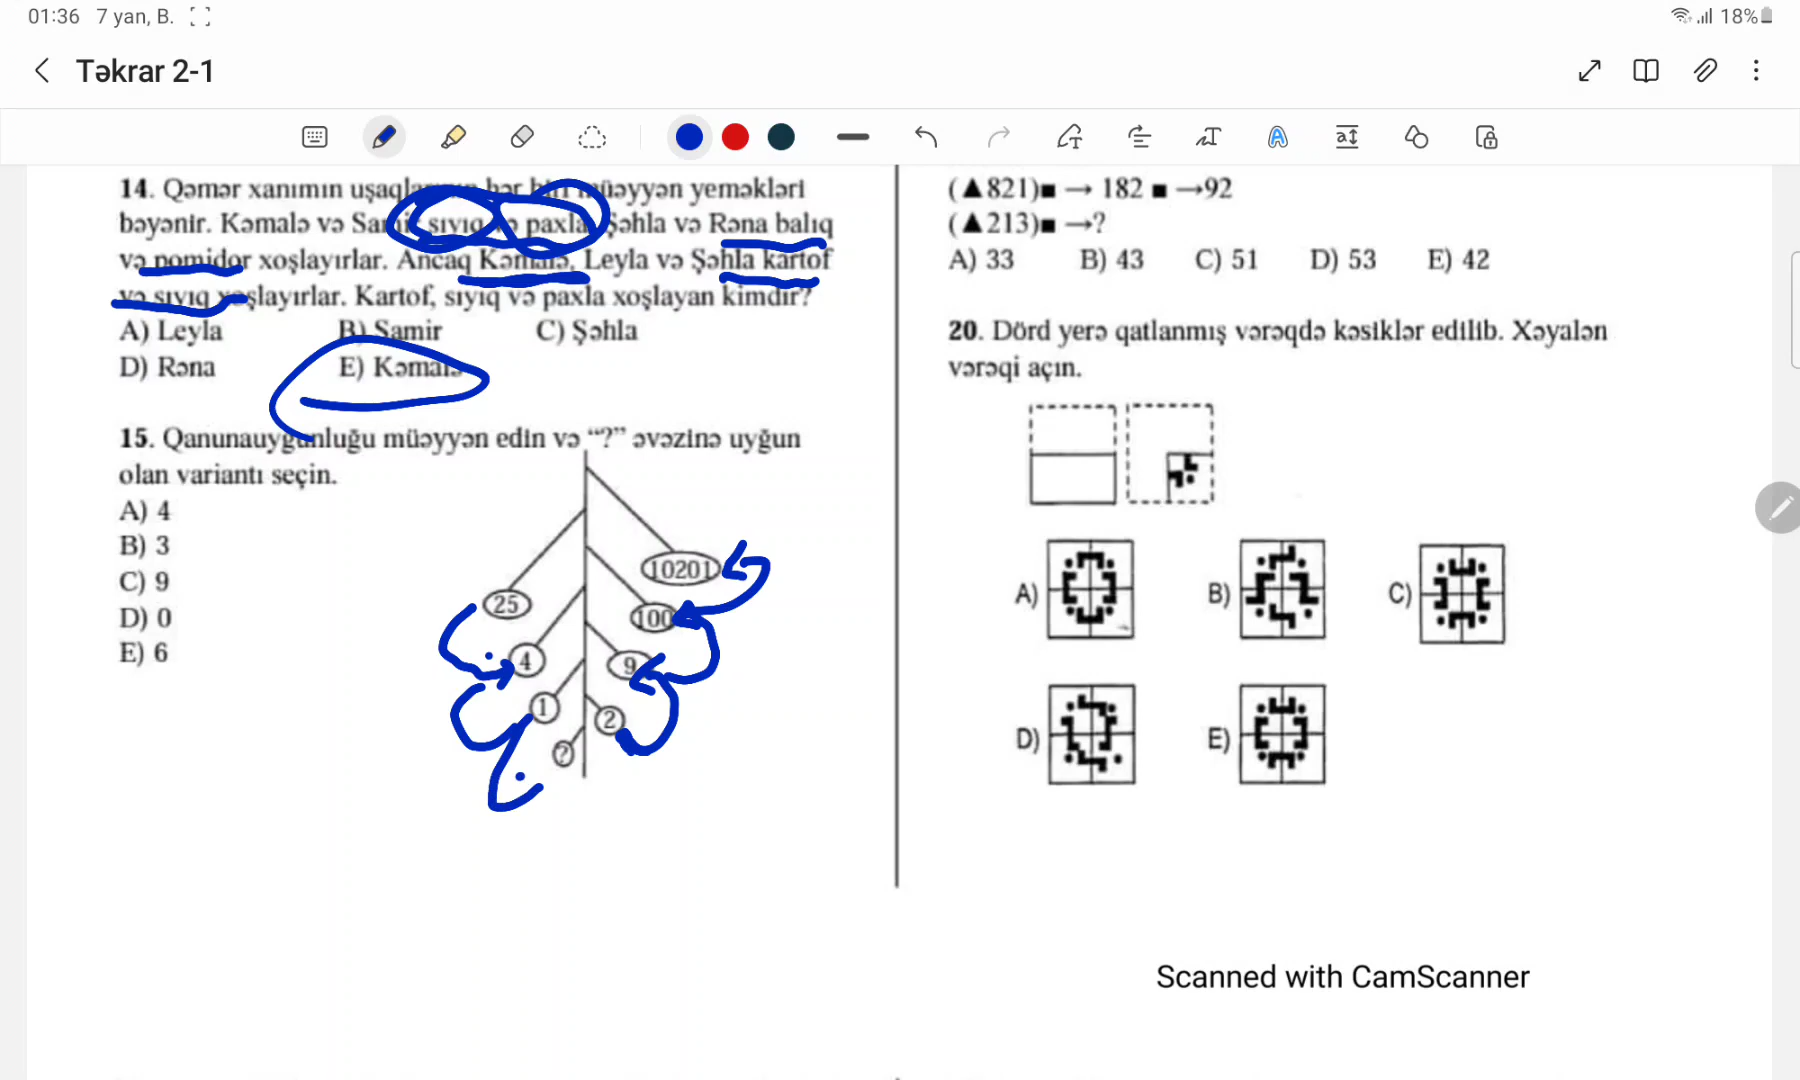 01:36 7 yan, B.
18%
Təkrar 2-1
14. Qəmər xanımın hər biri müəyyən yeməkləri
bəyənir. Kəmalə və Samir sıyıq və paxla, Şəhla və Rəna balıq
və pomidor xoşlayırlar. Ancaq Kəmalə, Leyla və Şəhla kartof
və sıyıq xoşlayırlar. Kartof, sıyıq və paxla xoşlayan kimdir?
A) Leyla B) Samir C) Şəhla
D) Rəna E) Kəmalə
15. Qanunauyğunluğu müəyyən edin və “?” əvəzinə uyğun
olan variantı seçin.
A) 4
B) 3
C) 9
D) 0
E) 6
10201
25
100
4
9
1
2
?
(▲821)■ → 182 ■ →92
(▲213)■ →?
A) 33 B) 43 C) 51 D) 53 E) 42
20. Dörd yerə qatlanmış vərəqdə kəsiklər edilib. Xəyalən
vərəqi açın.
A) B) C)
D) E)
Scanned with CamScanner